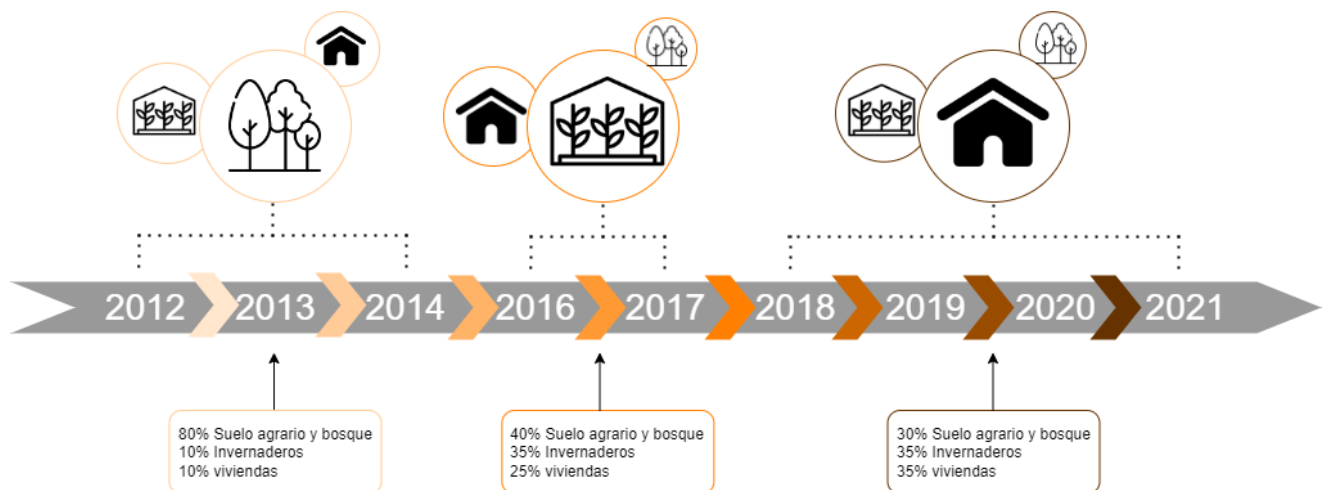 2012 2013 2014 2016 2017 2018 2019 2020 2021
80% Suelo agrario y bosque
10% Invernaderos
10% viviendas
40% Suelo agrario y bosque
35% Invernaderos
25% viviendas
30% Suelo agrario y bosque
35% Invernaderos
35% viviendas